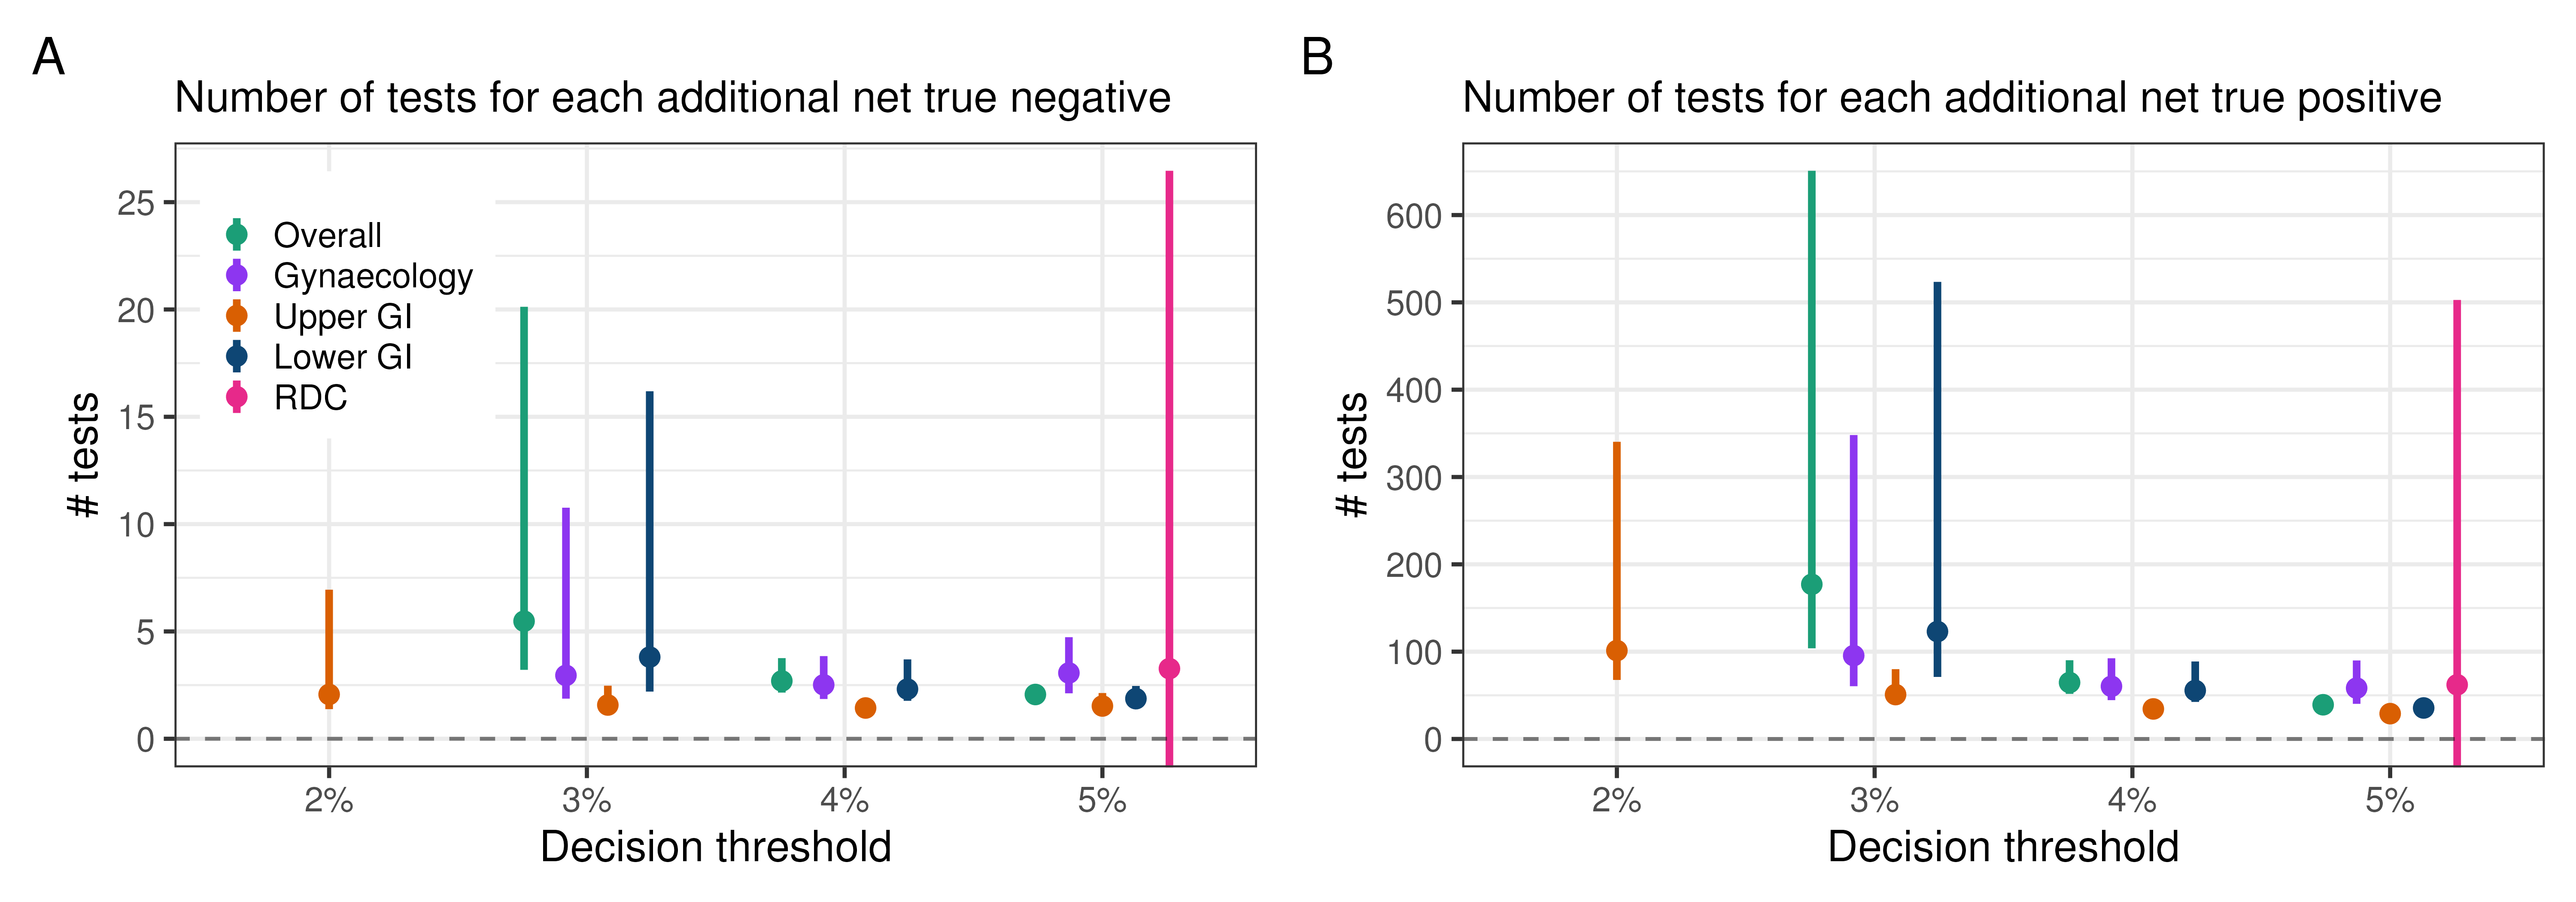 A
Number of tests for each additional net true negative
# tests
25
20
15
10
5
0
Overall
Gynaecology
Upper GI
Lower GI
RDC
2%
3%
4%
5%
Decision threshold
B
Number of tests for each additional net true positive
# tests
600
500
400
300
200
100
0
2%
3%
4%
5%
Decision threshold